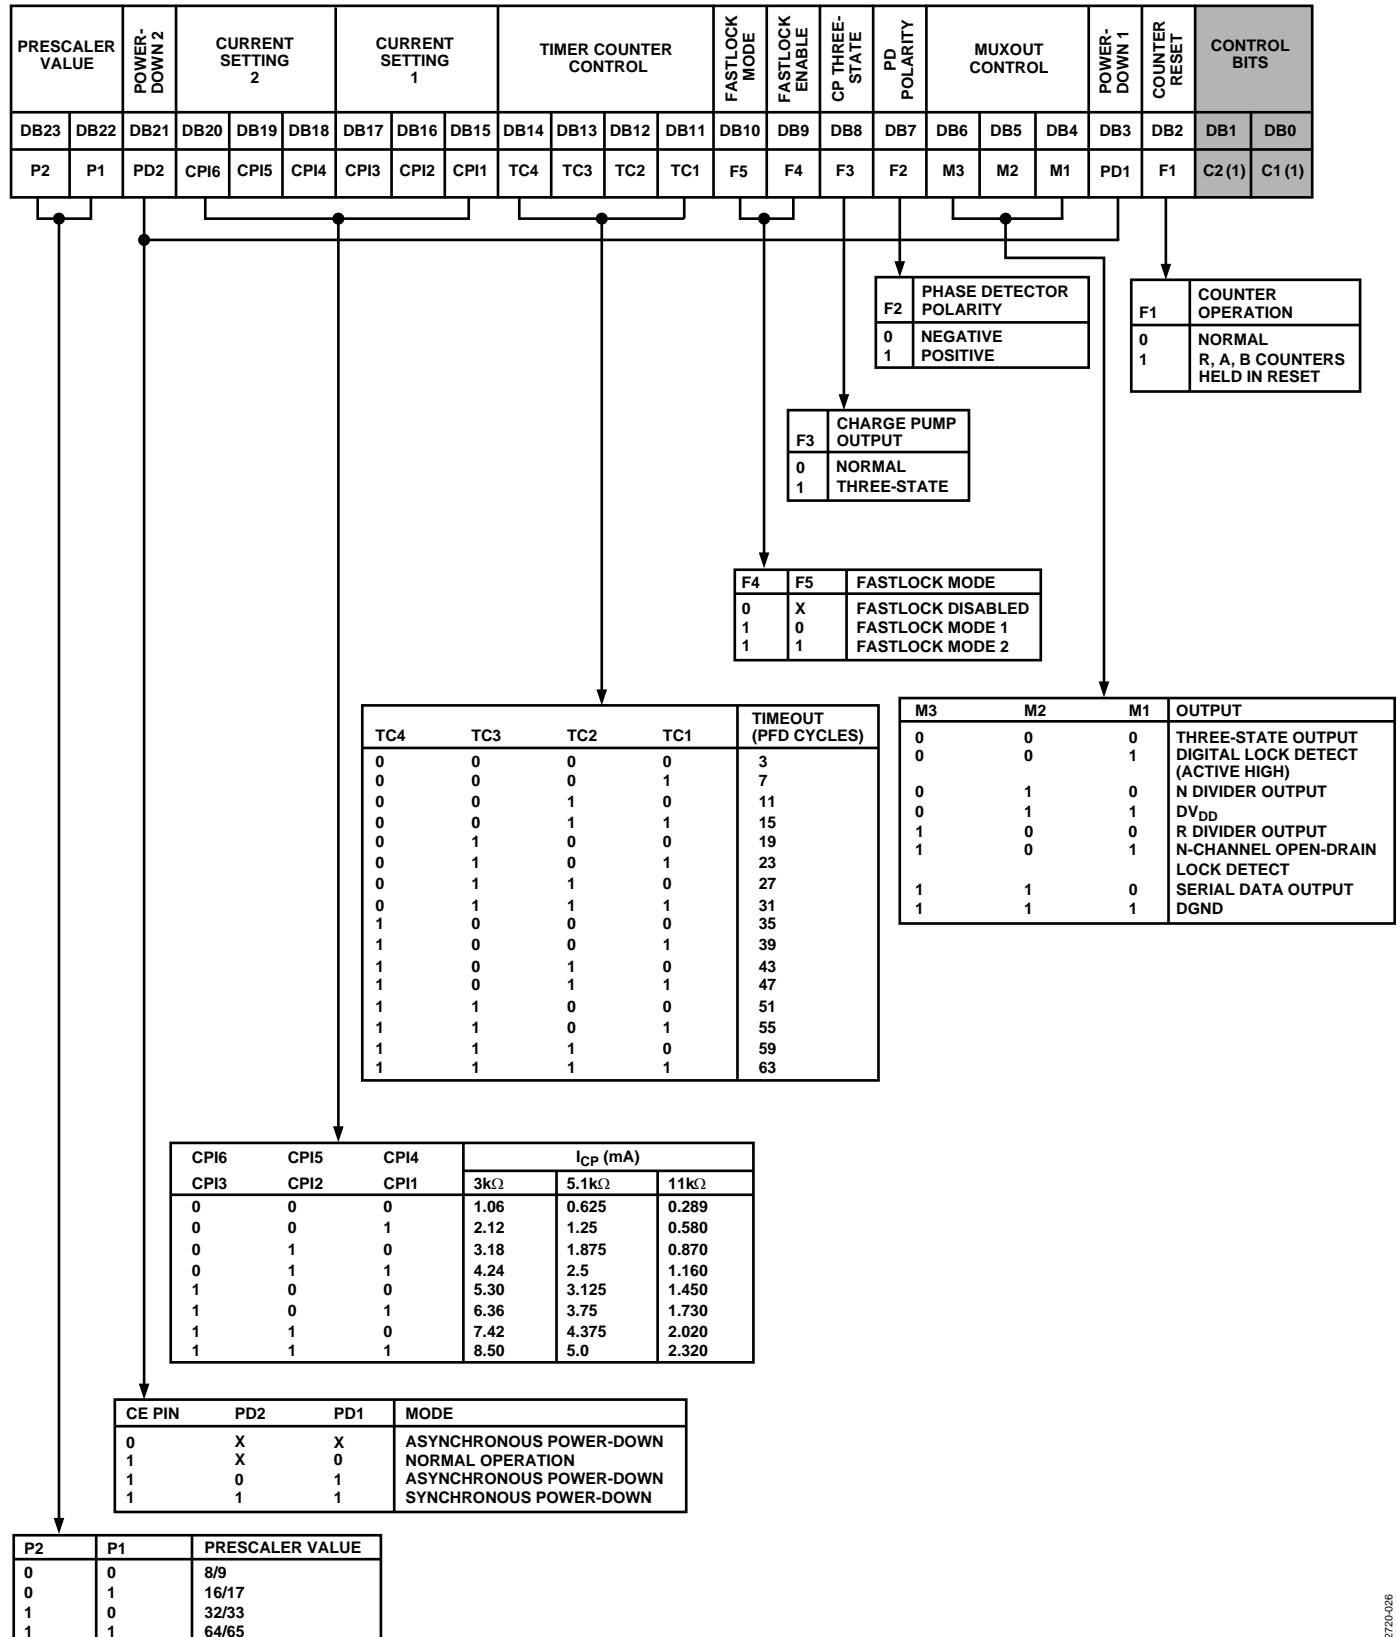 PRESCALER VALUE POWER-DOWN 2 CURRENT SETTING 2 CURRENT SETTING 1 TIMER COUNTER CONTROL FASTLOCK MODE FASTLOCK ENABLE CP THREE-STATE PD POLARITY MUXOUT CONTROL POWER-DOWN 1 COUNTER RESET CONTROL BITS
DB23 DB22 DB21 DB20 DB19 DB18 DB17 DB16 DB15 DB14 DB13 DB12 DB11 DB10 DB9 DB8 DB7 DB6 DB5 DB4 DB3 DB2 DB1 DB0
P2 P1 PD2 CPI6 CPI5 CPI4 CPI3 CPI2 CPI1 TC4 TC3 TC2 TC1 F5 F4 F3 F2 M3 M2 M1 PD1 F1 C2 (1) C1 (1)
F2 PHASE DETECTOR POLARITY
0 NEGATIVE
1 POSITIVE
F1 COUNTER OPERATION
0 NORMAL
1 R, A, B COUNTERS
HELD IN RESET
F3 CHARGE PUMP OUTPUT
0 NORMAL
1 THREE-STATE
F4 F5 FASTLOCK MODE
0 X FASTLOCK DISABLED
1 0 FASTLOCK MODE 1
1 1 FASTLOCK MODE 2
TC4 TC3 TC2 TC1 TIMEOUT (PFD CYCLES)
0 0 0 0 3
0 0 0 1 7
0 0 1 0 11
0 0 1 1 15
0 1 0 0 19
0 1 0 1 23
0 1 1 0 27
0 1 1 1 31
1 0 0 0 35
1 0 0 1 39
1 0 1 0 43
1 0 1 1 47
1 1 0 0 51
1 1 0 1 55
1 1 1 0 59
1 1 1 1 63
M3 M2 M1 OUTPUT
0 0 0 THREE-STATE OUTPUT
0 0 1 DIGITAL LOCK DETECT
(ACTIVE HIGH)
0 1 0 N DIVIDER OUTPUT
0 1 1 DVDD
1 0 0 R DIVIDER OUTPUT
1 0 1 N-CHANNEL OPEN-DRAIN
LOCK DETECT
1 1 0 SERIAL DATA OUTPUT
1 1 1 DGND
CPI6 CPI5 CPI4 ICP (mA)
CPI3 CPI2 CPI1 3kΩ 5.1kΩ 11kΩ
0 0 0 1.06 0.625 0.289
0 0 1 2.12 1.25 0.580
0 1 0 3.18 1.875 0.870
0 1 1 4.24 2.5 1.160
1 0 0 5.30 3.125 1.450
1 0 1 6.36 3.75 1.730
1 1 0 7.42 4.375 2.020
1 1 1 8.50 5.0 2.320
CE PIN PD2 PD1 MODE
0 X X ASYNCHRONOUS POWER-DOWN
1 X 0 NORMAL OPERATION
1 0 1 ASYNCHRONOUS POWER-DOWN
1 1 1 SYNCHRONOUS POWER-DOWN
P2 P1 PRESCALER VALUE
0 0 8/9
0 1 16/17
1 0 32/33
1 1 64/65